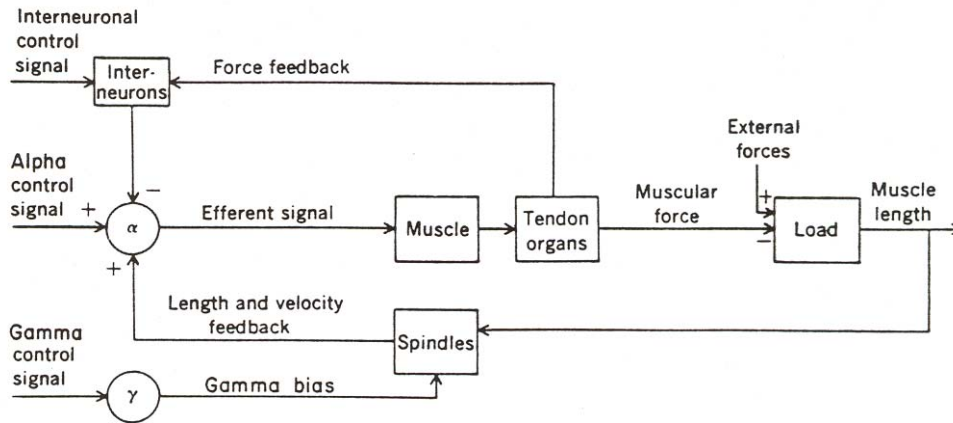 Interneuronal
control
signal
Inter-
neurons
Force feedback
External
forces
Alpha
control
signal
+
−
α
+
Efferent signal
Muscle
Tendon
organs
Muscular
force
+
−
Load
Muscle
length
Length and velocity
feedback
Spindles
Gamma
control
signal
γ
Gamma bias